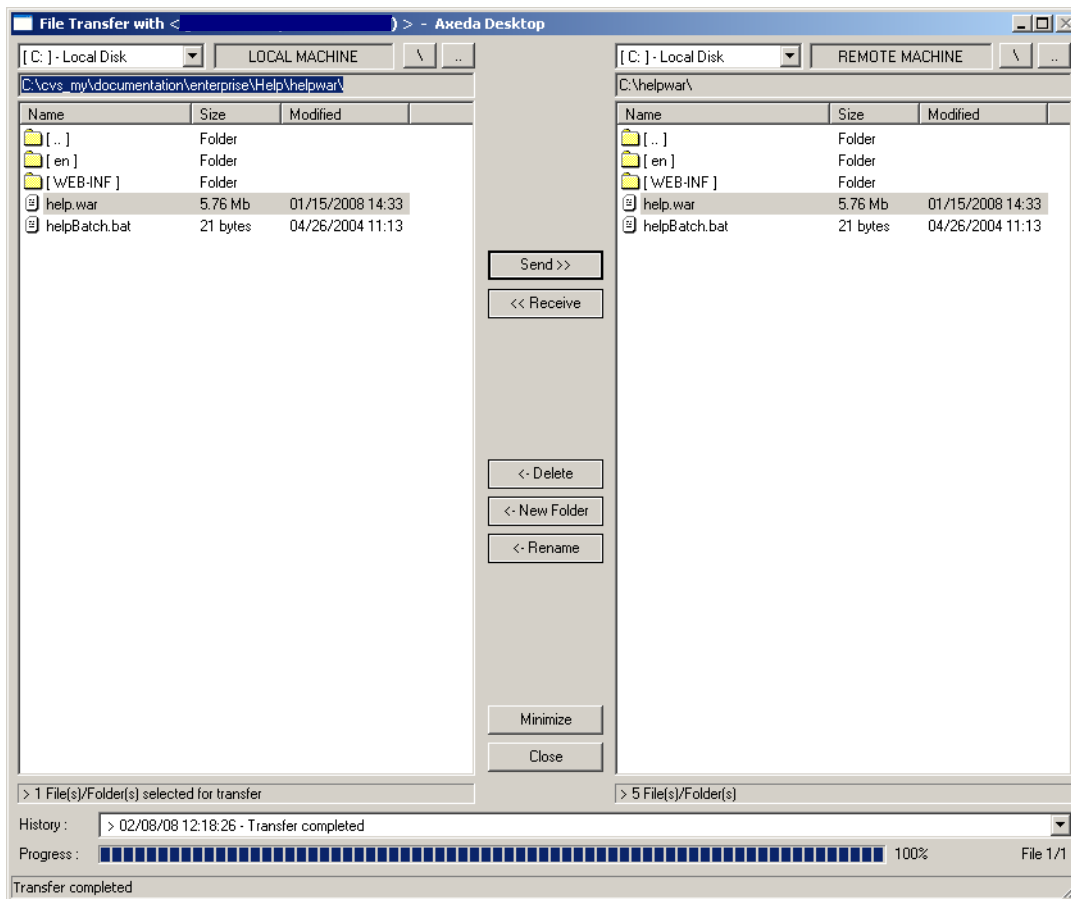 File Transfer with < ) > - Axeda Desktop
[ C: ] - Local Disk LOCAL MACHINE \ ..
C:\cvs_my\documentation\enterprise\Help\helpwar\
Name Size Modified
[ .. ] Folder
[ en ] Folder
[ WEB-INF ] Folder
help.war 5.76 Mb 01/15/2008 14:33
helpBatch.bat 21 bytes 04/26/2004 11:13
> 1 File(s)/Folder(s) selected for transfer
Send >>
<< Receive
<- Delete
<- New Folder
<- Rename
Minimize
Close
[ C: ] - Local Disk REMOTE MACHINE \ ..
C:\helpwar\
Name Size Modified
[ .. ] Folder
[ en ] Folder
[ WEB-INF ] Folder
help.war 5.76 Mb 01/15/2008 14:33
helpBatch.bat 21 bytes 04/26/2004 11:13
> 5 File(s)/Folder(s)
History : > 02/08/08 12:18:26 - Transfer completed
Progress : 100% File 1/1
Transfer completed